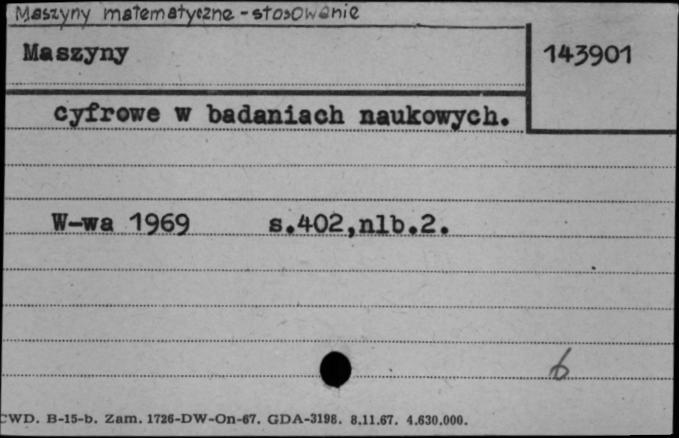 Maszyny matematyczne - stosowanie
Maszyny
143901
cyfrowe w badaniach naukowych.
W-wa 1969 s.402,nlb.2.
6
CWD. B-15-b. Zam. 1726-DW-On-67. GDA-3198. 8.11.67. 4.630.000.